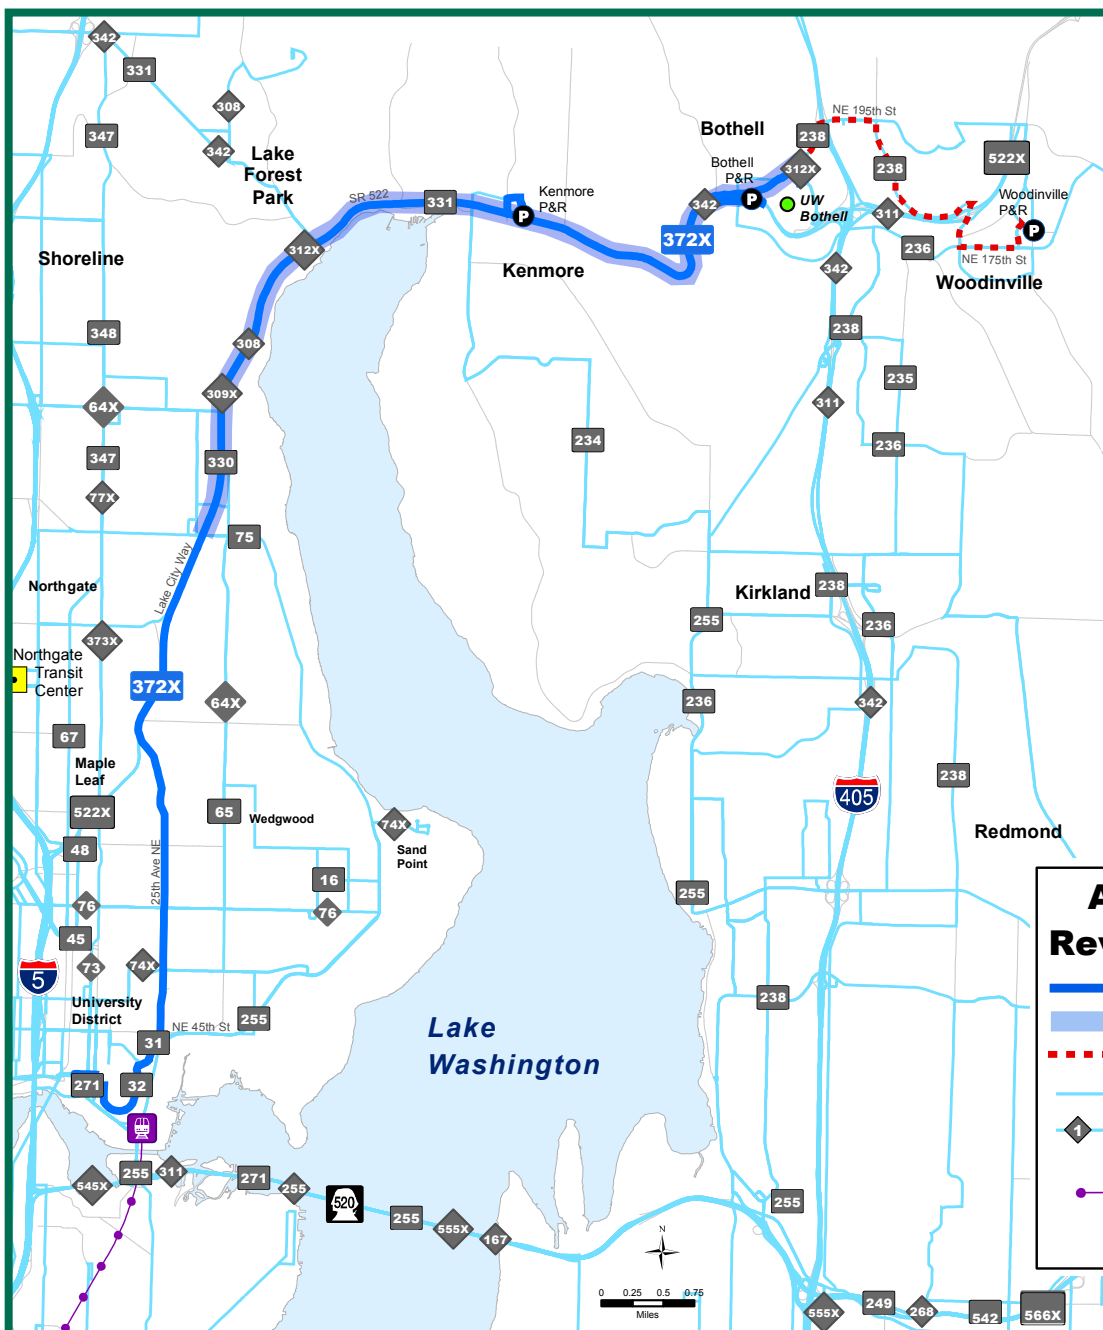 342
331
308
347
342
Lake
Forest
Park
SR 522
331
Kenmore
P&R
P
Bothell
238
NE 195th St
Bothell
P&R
312X
238
522X
342
P
UW
Bothell
311
Woodinville
P&R
P
372X
236
NE 175th St
312X
Shoreline
Kenmore
342
Woodinville
348
308
238
309X
64X
311
235
347
330
234
236
77X
75
Lake City Way
Northgate
Kirkland
238
255
236
373X
Northgate
Transit
Center
372X
64X
236
342
67
Maple
Leaf
238
405
522X
65
Wedgwood
74X
Sand
Point
Redmond
48
25th Ave NE
16
255
76
76
A
Rev
45
73
74X
5
University
District
238
255
NE 45th St
31
Lake
Washington
271
32
1
255
311
271
545X
255
520
255
555X
167
255
N
0 0.25 0.5 0.75
Miles
555X
249
268
542
566X